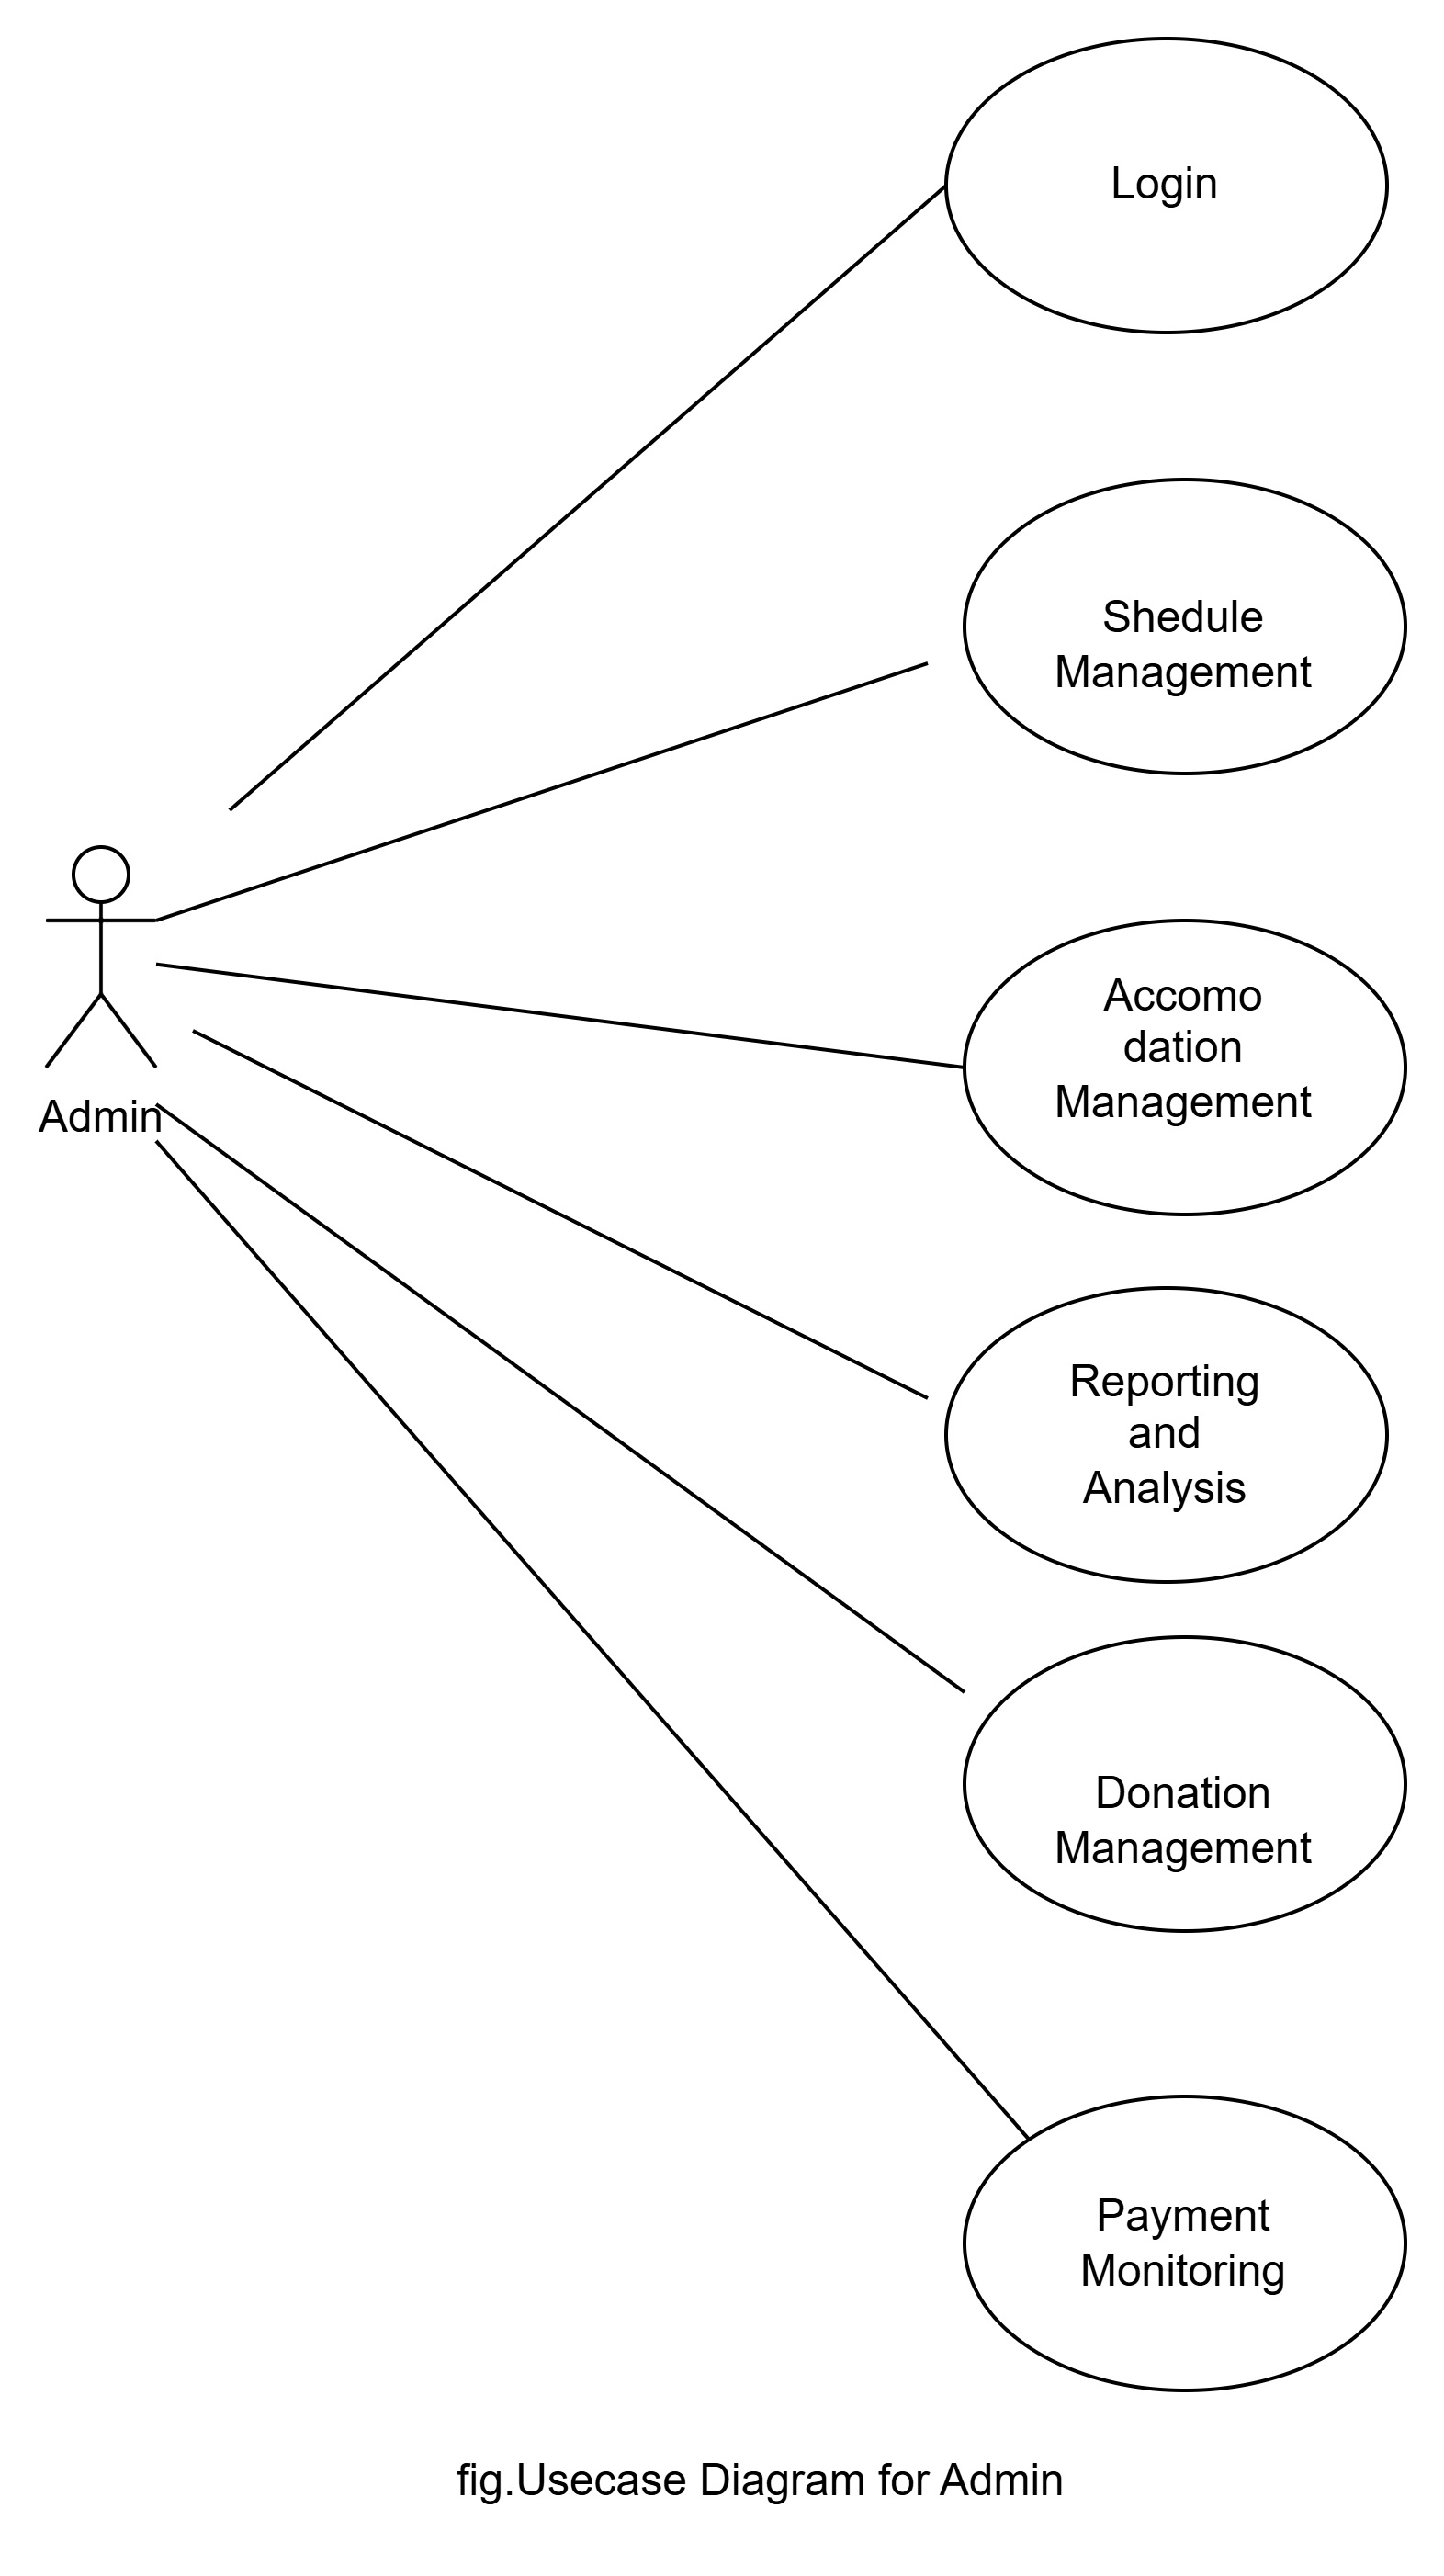 Login
Shedule
Management
Accomo
dation
Management
Admin
Reporting
and
Analysis
Donation
Management
Payment
Monitoring
fig.Usecase Diagram for Admin